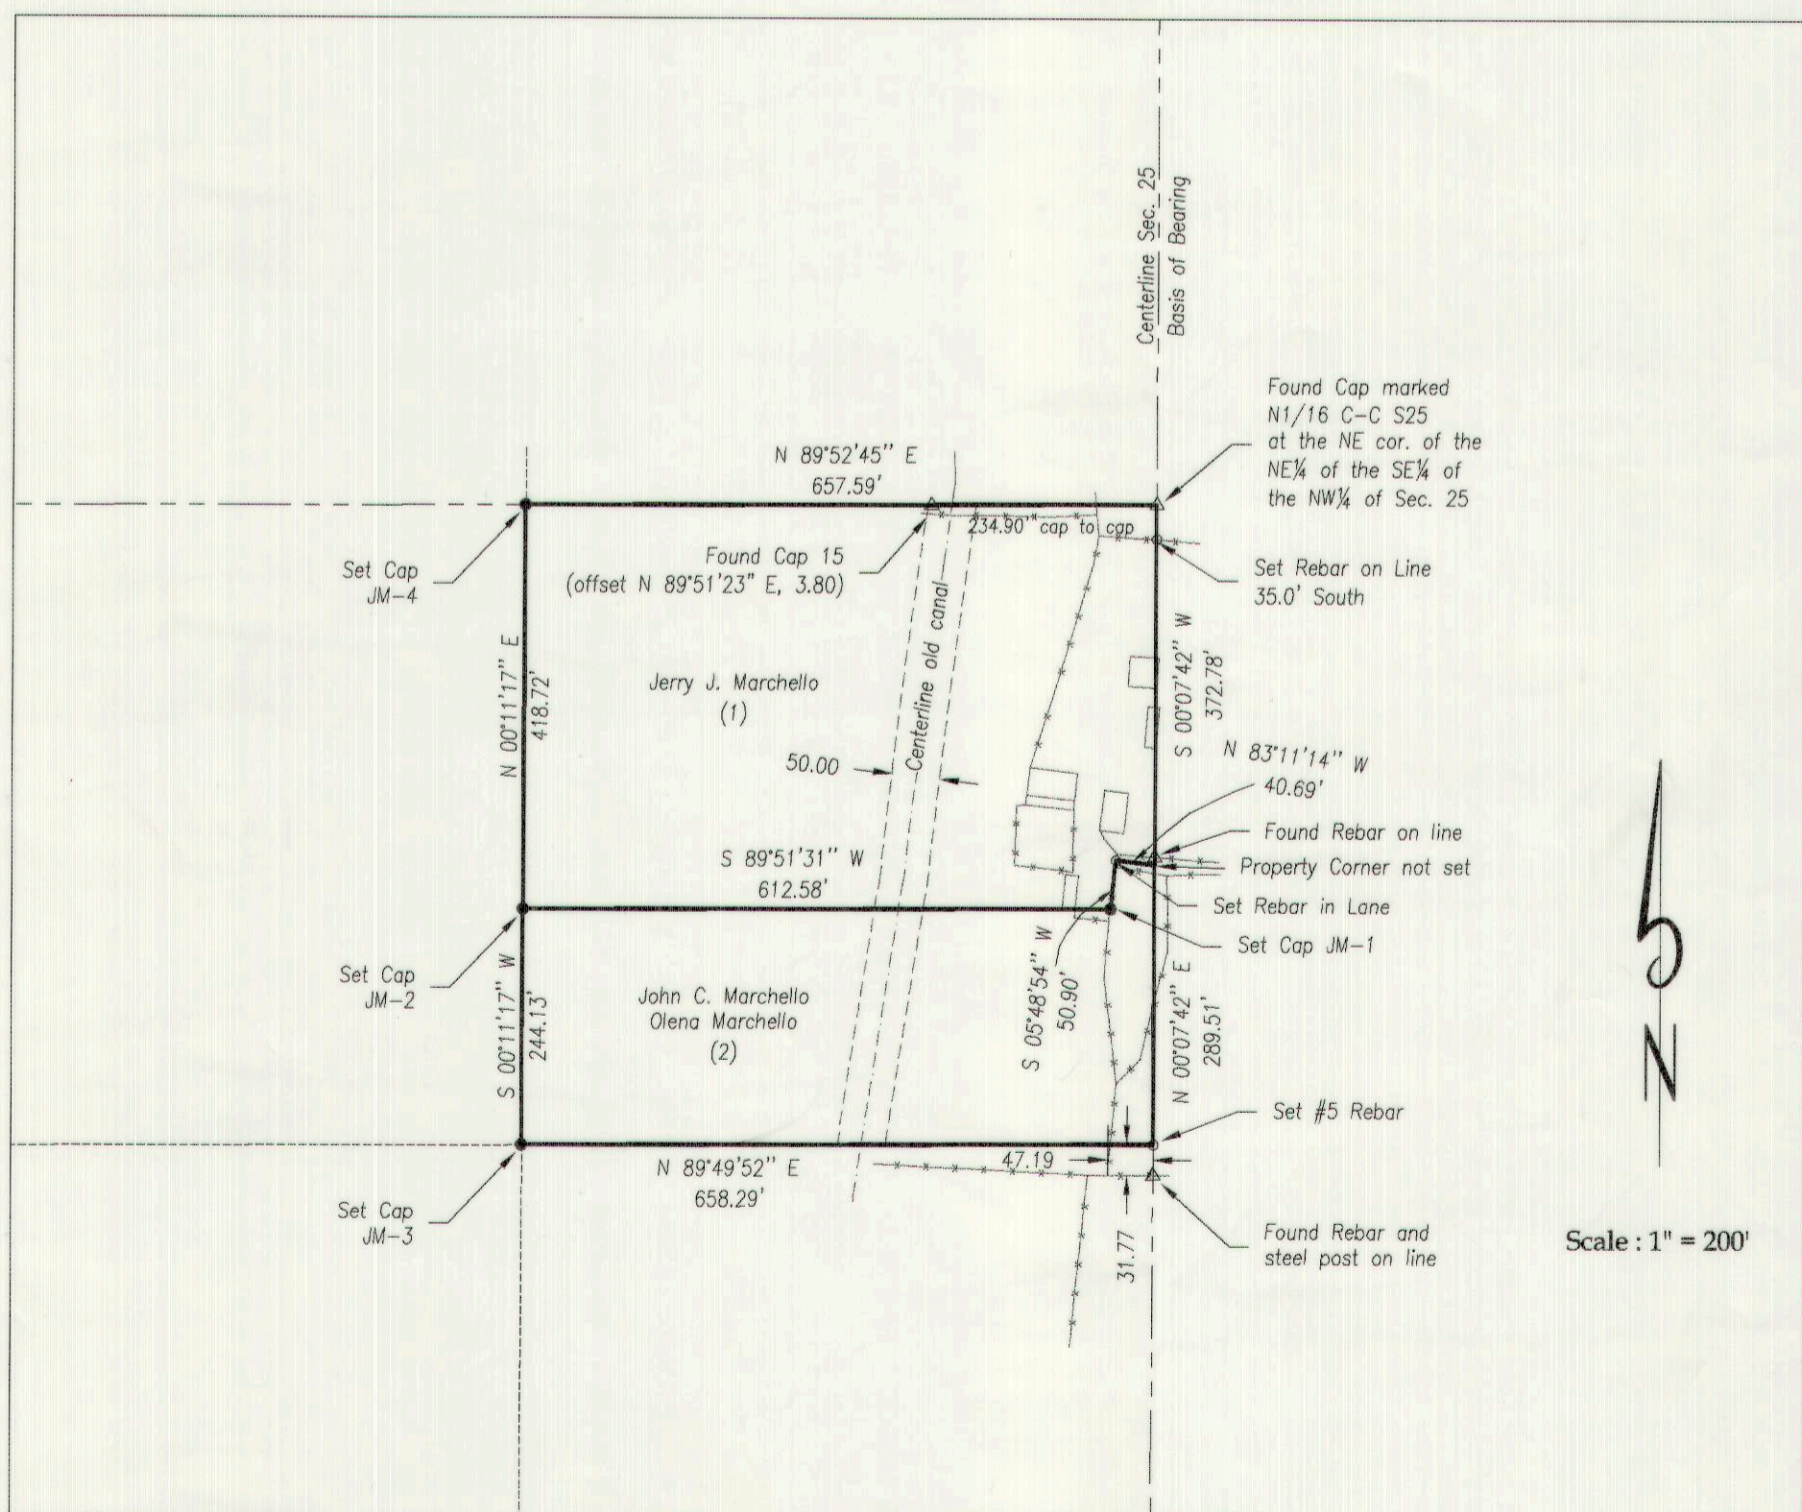 Centerline Sec. 25
Basis of Bearing
Found Cap marked
N1/16 C-C S25
at the NE cor. of the
NE¼ of the SE¼ of
the NW¼ of Sec. 25
N 89°52'45" E
657.59'
234.90' cap to cap
Found Cap 15
(offset N 89°51'23" E, 3.80)
Set Cap
JM-4
Set Rebar on Line
35.0' South
N 00°11'17" E
418.72'
Jerry J. Marchello
(1)
Centerline old canal
50.00
S 00°07'42" W
372.78'
N 83°11'14" W
40.69'
Found Rebar on line
Property Corner not set
Set Rebar in Lane
Set Cap JM-1
S 89°51'31" W
612.58'
Set Cap
JM-2
S 00°11'17" W
244.13'
John C. Marchello
Olena Marchello
(2)
S 05°48'54" W
50.90'
N 00°07'42" E
289.51'
Set #5 Rebar
N 89°49'52" E
658.29'
47.19
31.77
Set Cap
JM-3
Found Rebar and
steel post on line
N
Scale : 1" = 200'